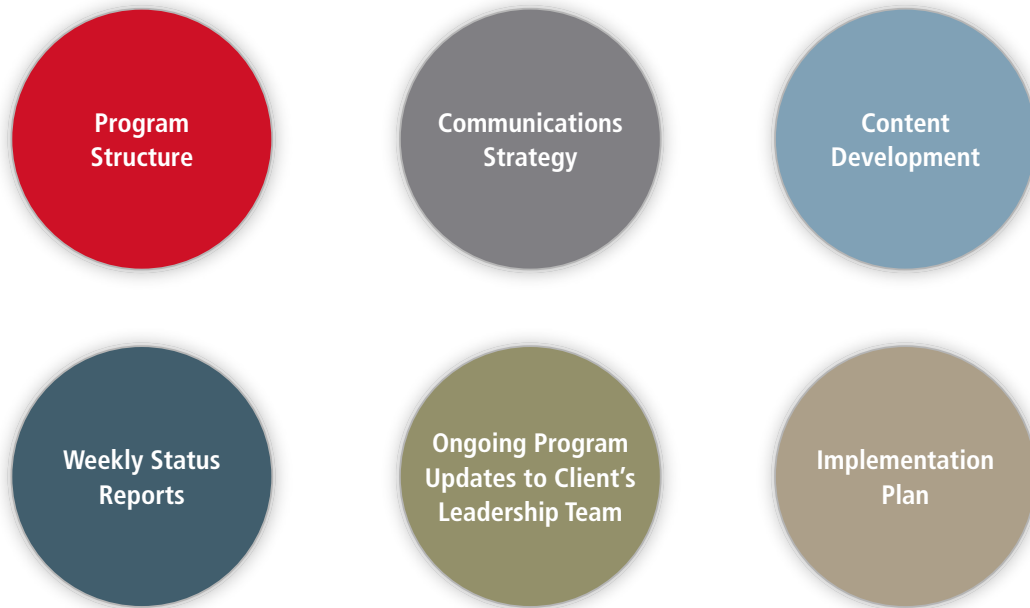 Program
Structure
Communications
Strategy
Content
Development
Weekly Status
Reports
Ongoing Program
Updates to Client’s
Leadership Team
Implementation
Plan